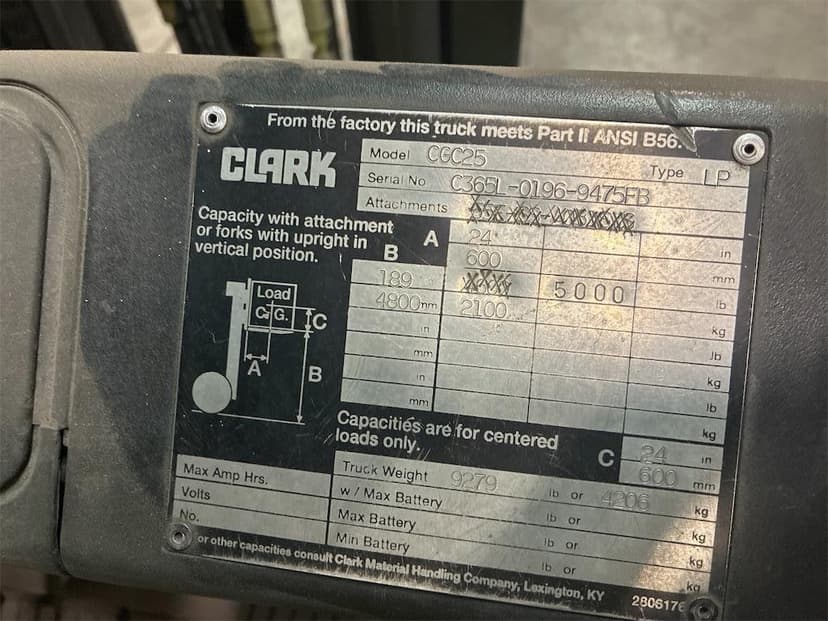 From the factory this truck meets Part II ANSI B56.
CLARK
Model CGC25
Type LP
Serial No C365L-0196-9475FB
Attachments
Capacity with attachment
or forks with upright in
vertical position.
B
A
24 in
600 mm
189 5000 lb
4800mm 2100 kg
in lb
mm kg
in lb
mm kg
Load
C G.
C
A
B
Capacities are for centered
loads only.
C 24 in
600 mm
Max Amp Hrs.
Volts
No.
Truck Weight 9279 lb or 4206 kg
w / Max Battery lb or kg
Max Battery lb or kg
Min Battery lb or kg
or other capacities consult Clark Material Handling Company, Lexington, KY
2806176